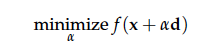 minimize f(x + αd)
α